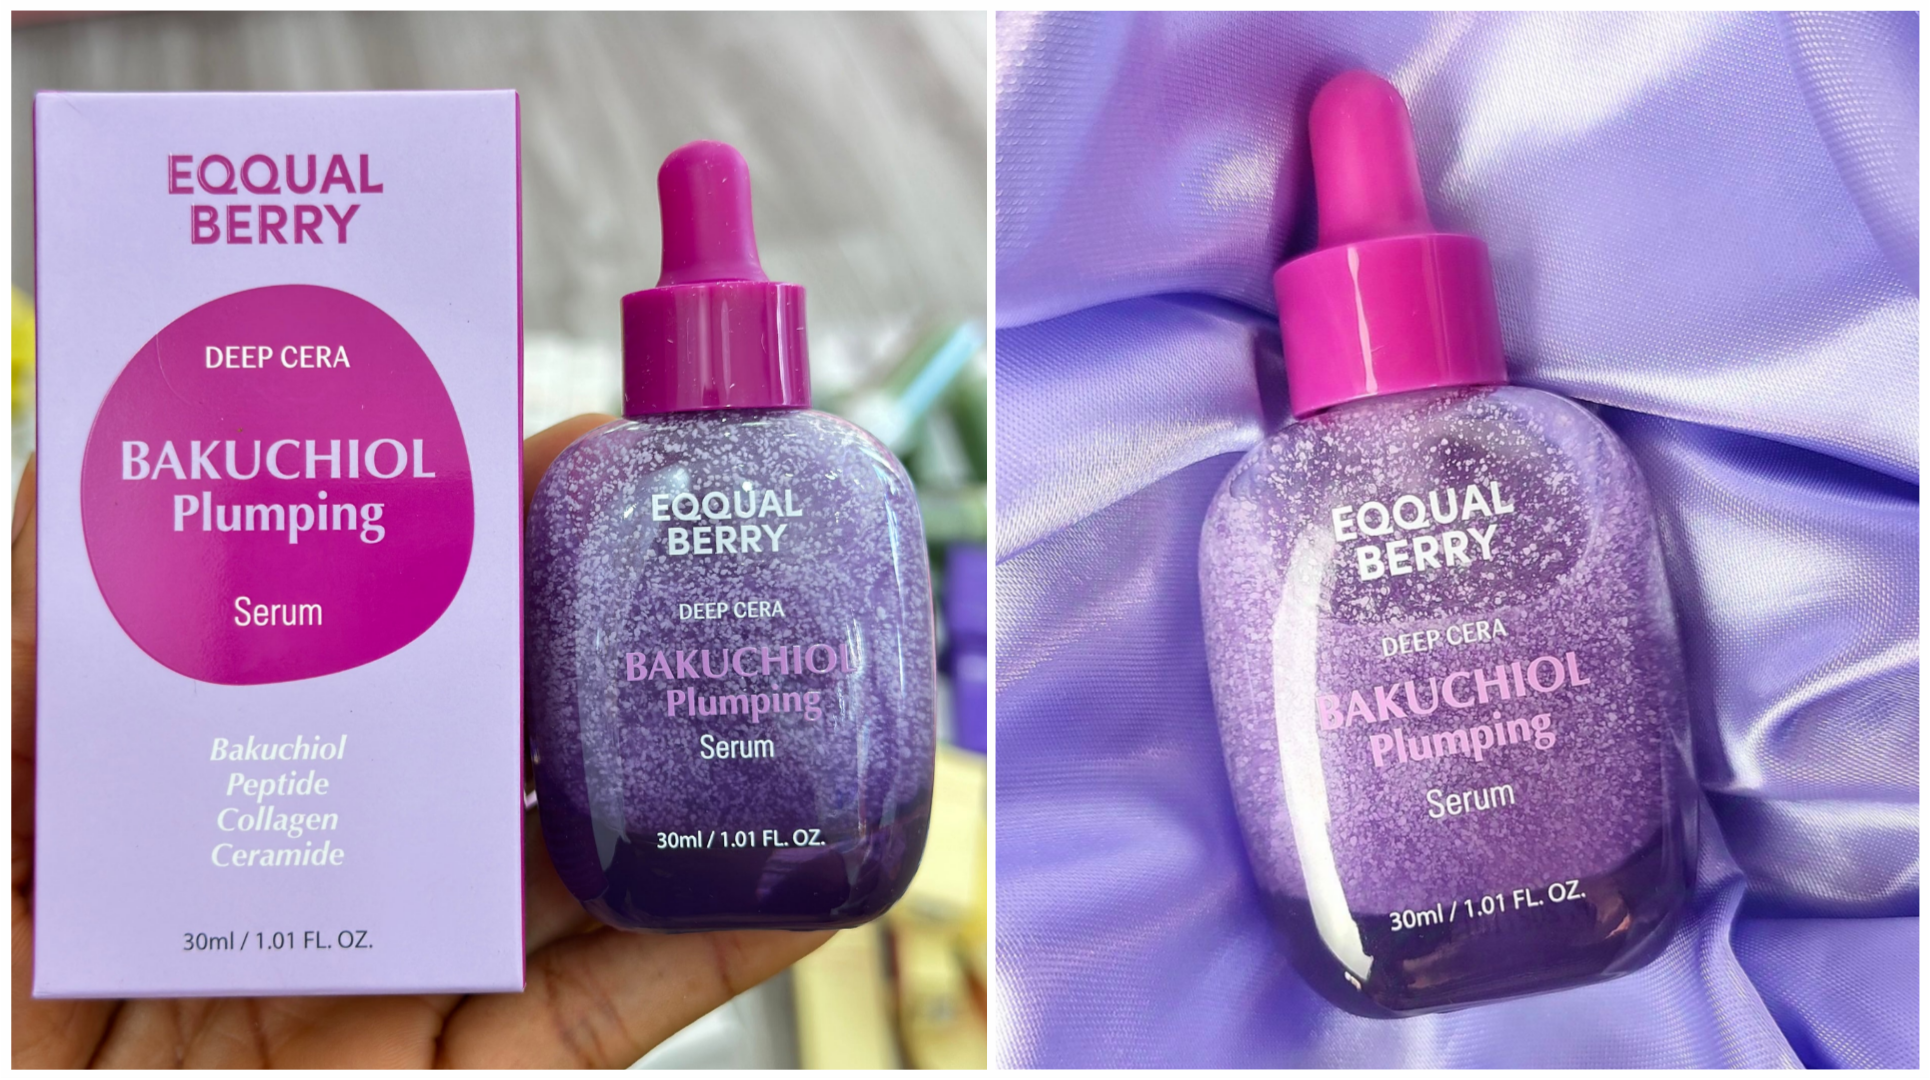 EQQUAL
BERRY
DEEP CERA
BAKUCHIOL
Plumping
Serum
Bakuchiol
Peptide
Collagen
Ceramide
30ml / 1.01 FL. OZ.
EQQUAL
BERRY
DEEP CERA
BAKUCHIOL
Plumping
Serum
30ml / 1.01 FL. OZ.
EQQUAL
BERRY
DEEP CERA
BAKUCHIOL
Plumping
Serum
30ml / 1.01 FL. OZ.